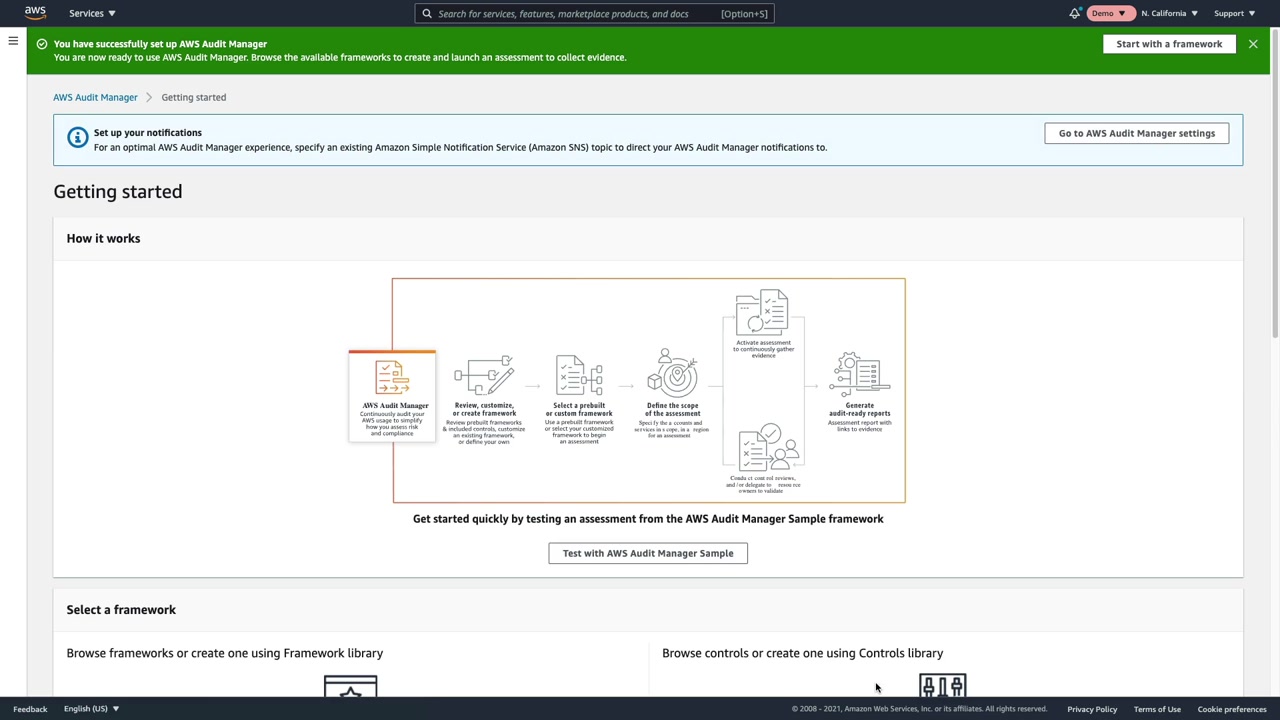 aws
Services
Search for services, features, marketplace products, and docs [Option+S]
Demo
N. California
Support
You have successfully set up AWS Audit Manager
You are now ready to use AWS Audit Manager. Browse the available frameworks to create and launch an assessment to collect evidence.
Start with a framework
AWS Audit Manager > Getting started
Set up your notifications
For an optimal AWS Audit Manager experience, specify an existing Amazon Simple Notification Service (Amazon SNS) topic to direct your AWS Audit Manager notifications to.
Go to AWS Audit Manager settings
Getting started
How it works
AWS Audit Manager
Continuously audit your
AWS usage to simplify
how you assess risk
and compliance
Review, customize,
or create framework
Review prebuilt frameworks
& included controls, customize
on existing framework,
or define your own
Select a prebuilt
or custom framework
Use a prebuilt framework
or select your customized
framework to begin
an assessment
Define the scope
of the assessment
Specify the accounts and
services in scope, in a region
for an assessment
Activate assessment
to continuously gather
evidence
Conduct control reviews,
and /or delegate to resource
owners to validate
Generate
audit-ready reports
Assessment report with
links to evidence
Get started quickly by testing an assessment from the AWS Audit Manager Sample framework
Test with AWS Audit Manager Sample
Select a framework
Browse frameworks or create one using Framework library
Browse controls or create one using Controls library
Feedback
English (US)
© 2008 - 2021, Amazon Web Services, Inc. or its affiliates. All rights reserved.
Privacy Policy
Terms of Use
Cookie preferences